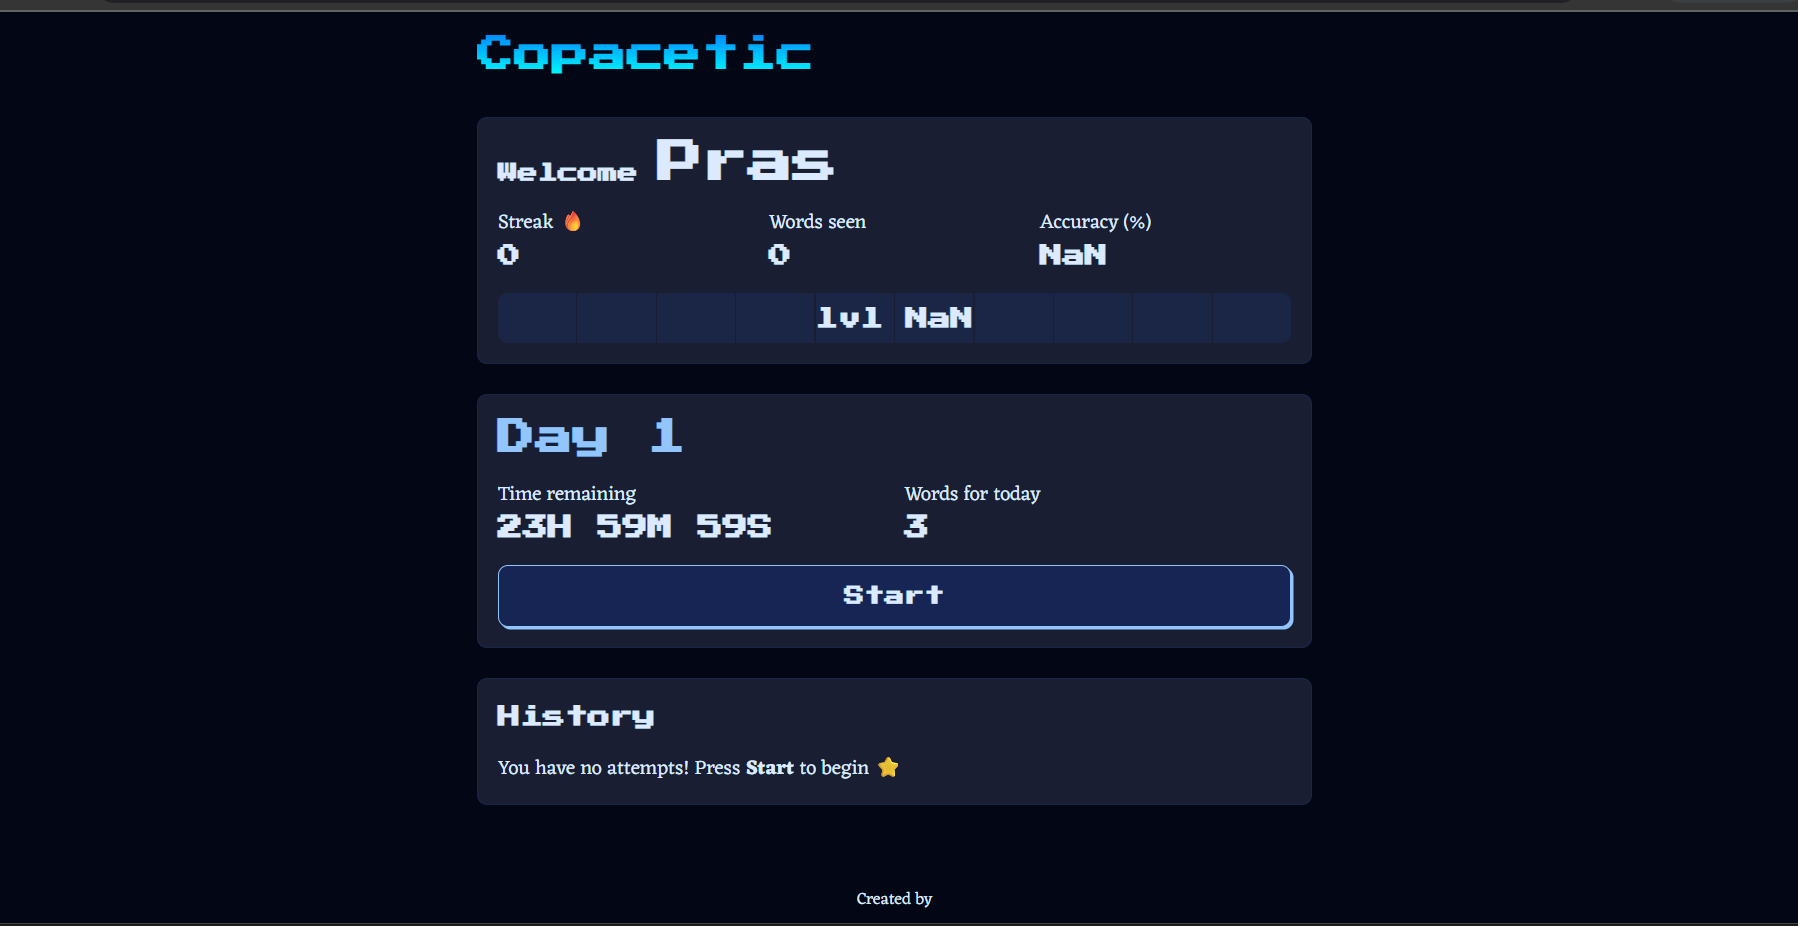 Copacetic
Welcome Pras
Streak 🔥 Words seen Accuracy (%)
0 0 NaN
lvl NaN
Day 1
Time remaining Words for today
23H 59M 59S 3
Start
History
You have no attempts! Press Start to begin ⭐
Created by